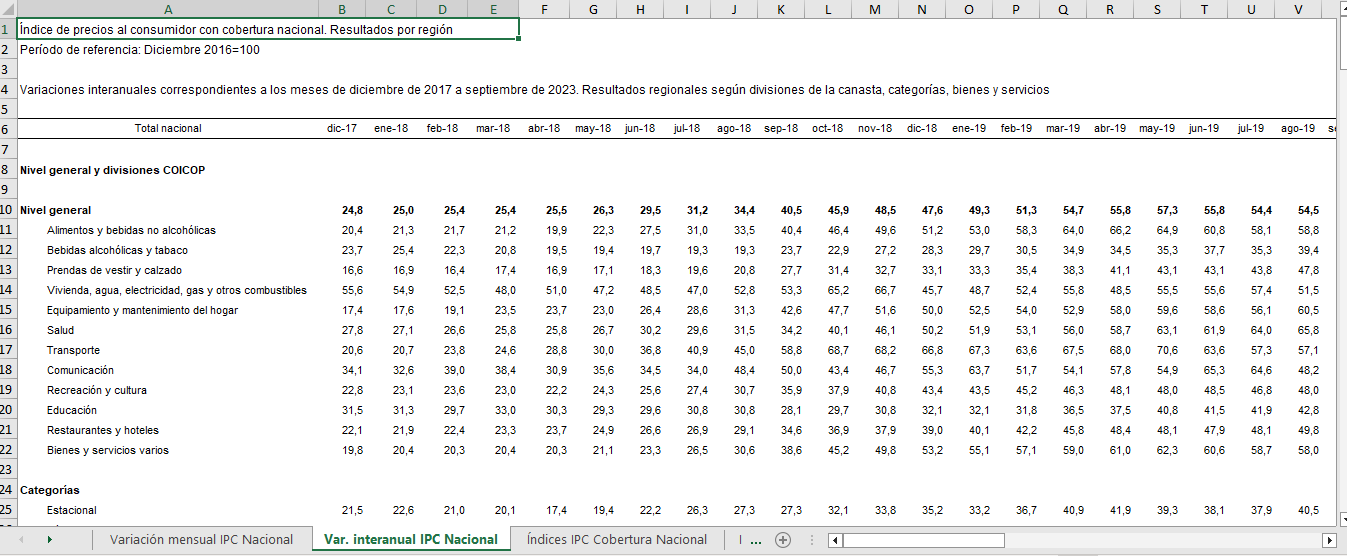 A B C D E F G H I J K L M N O P Q R S T U V
1 Índice de precios al consumidor con cobertura nacional. Resultados por región
2 Período de referencia: Diciembre 2016=100
3
4 Variaciones interanuales correspondientes a los meses de diciembre de 2017 a septiembre de 2023. Resultados regionales según divisiones de la canasta, categorías, bienes y servicios
5
6 Total nacional dic-17 ene-18 feb-18 mar-18 abr-18 may-18 jun-18 jul-18 ago-18 sep-18 oct-18 nov-18 dic-18 ene-19 feb-19 mar-19 abr-19 may-19 jun-19 jul-19 ago-19
7
8 Nivel general y divisiones COICOP
9
10 Nivel general 24,8 25,0 25,4 25,4 25,5 26,3 29,5 31,2 34,4 40,5 45,9 48,5 47,6 49,3 51,3 54,7 55,8 57,3 55,8 54,4 54,5
11 Alimentos y bebidas no alcohólicas 20,4 21,3 21,7 21,2 19,9 22,3 27,5 31,0 33,5 40,4 46,4 49,6 51,2 53,0 58,3 64,0 66,2 64,9 60,8 58,1 58,8
12 Bebidas alcohólicas y tabaco 23,7 25,4 22,3 20,8 19,5 19,4 19,7 19,3 19,3 23,7 22,9 27,2 28,3 29,7 30,5 34,9 34,5 35,3 37,7 35,3 39,4
13 Prendas de vestir y calzado 16,6 16,9 16,4 17,4 16,9 17,1 18,3 19,6 20,8 27,7 31,4 32,7 33,1 33,3 35,4 38,3 41,1 43,1 43,1 43,8 47,8
14 Vivienda, agua, electricidad, gas y otros combustibles 55,6 54,9 52,5 48,0 51,0 47,2 48,5 47,0 52,8 53,3 65,2 66,7 45,7 48,7 52,4 55,8 48,5 55,5 55,6 57,4 51,5
15 Equipamiento y mantenimiento del hogar 17,4 17,6 19,1 23,5 23,7 23,0 26,4 28,6 31,3 42,6 47,7 51,6 50,0 52,5 54,0 52,9 58,0 59,6 58,6 56,1 60,5
16 Salud 27,8 27,1 26,6 25,8 25,8 26,7 30,2 29,6 31,5 34,2 40,1 46,1 50,2 51,9 53,1 56,0 58,7 63,1 61,9 64,0 65,8
17 Transporte 20,6 20,7 23,8 24,6 28,8 30,0 36,8 40,9 45,0 58,8 68,7 68,2 66,8 67,3 63,6 67,5 68,0 70,6 63,6 57,3 57,1
18 Comunicación 34,1 32,6 39,0 38,4 30,9 35,6 34,5 34,0 48,4 50,0 43,4 46,7 55,3 63,7 51,7 54,1 57,8 54,9 65,3 64,6 48,2
19 Recreación y cultura 22,8 23,1 23,6 23,0 22,2 24,3 25,6 27,4 30,7 35,9 37,9 40,8 43,4 43,5 45,2 46,3 48,1 48,0 48,5 46,8 48,0
20 Educación 31,5 31,3 29,7 33,0 30,3 29,3 29,6 30,8 30,8 28,1 29,7 30,8 32,1 32,1 31,8 36,5 37,5 40,8 41,5 41,9 42,8
21 Restaurantes y hoteles 22,1 21,9 22,4 23,3 23,7 24,9 26,6 26,9 29,1 34,6 36,9 37,9 39,0 40,1 42,2 45,8 48,4 48,1 47,9 48,1 49,8
22 Bienes y servicios varios 19,8 20,4 20,3 20,4 20,3 21,1 23,3 26,5 30,6 38,6 45,2 49,8 53,2 55,1 57,1 59,0 61,0 62,3 60,6 58,7 58,0
23
24 Categorías
25 Estacional 21,5 22,6 21,0 20,1 17,4 19,4 22,2 26,3 27,3 27,3 32,1 33,8 35,2 33,2 36,7 40,9 41,9 39,3 38,1 37,9 40,5
Variación mensual IPC Nacional Var. interanual IPC Nacional Índices IPC Cobertura Nacional ...